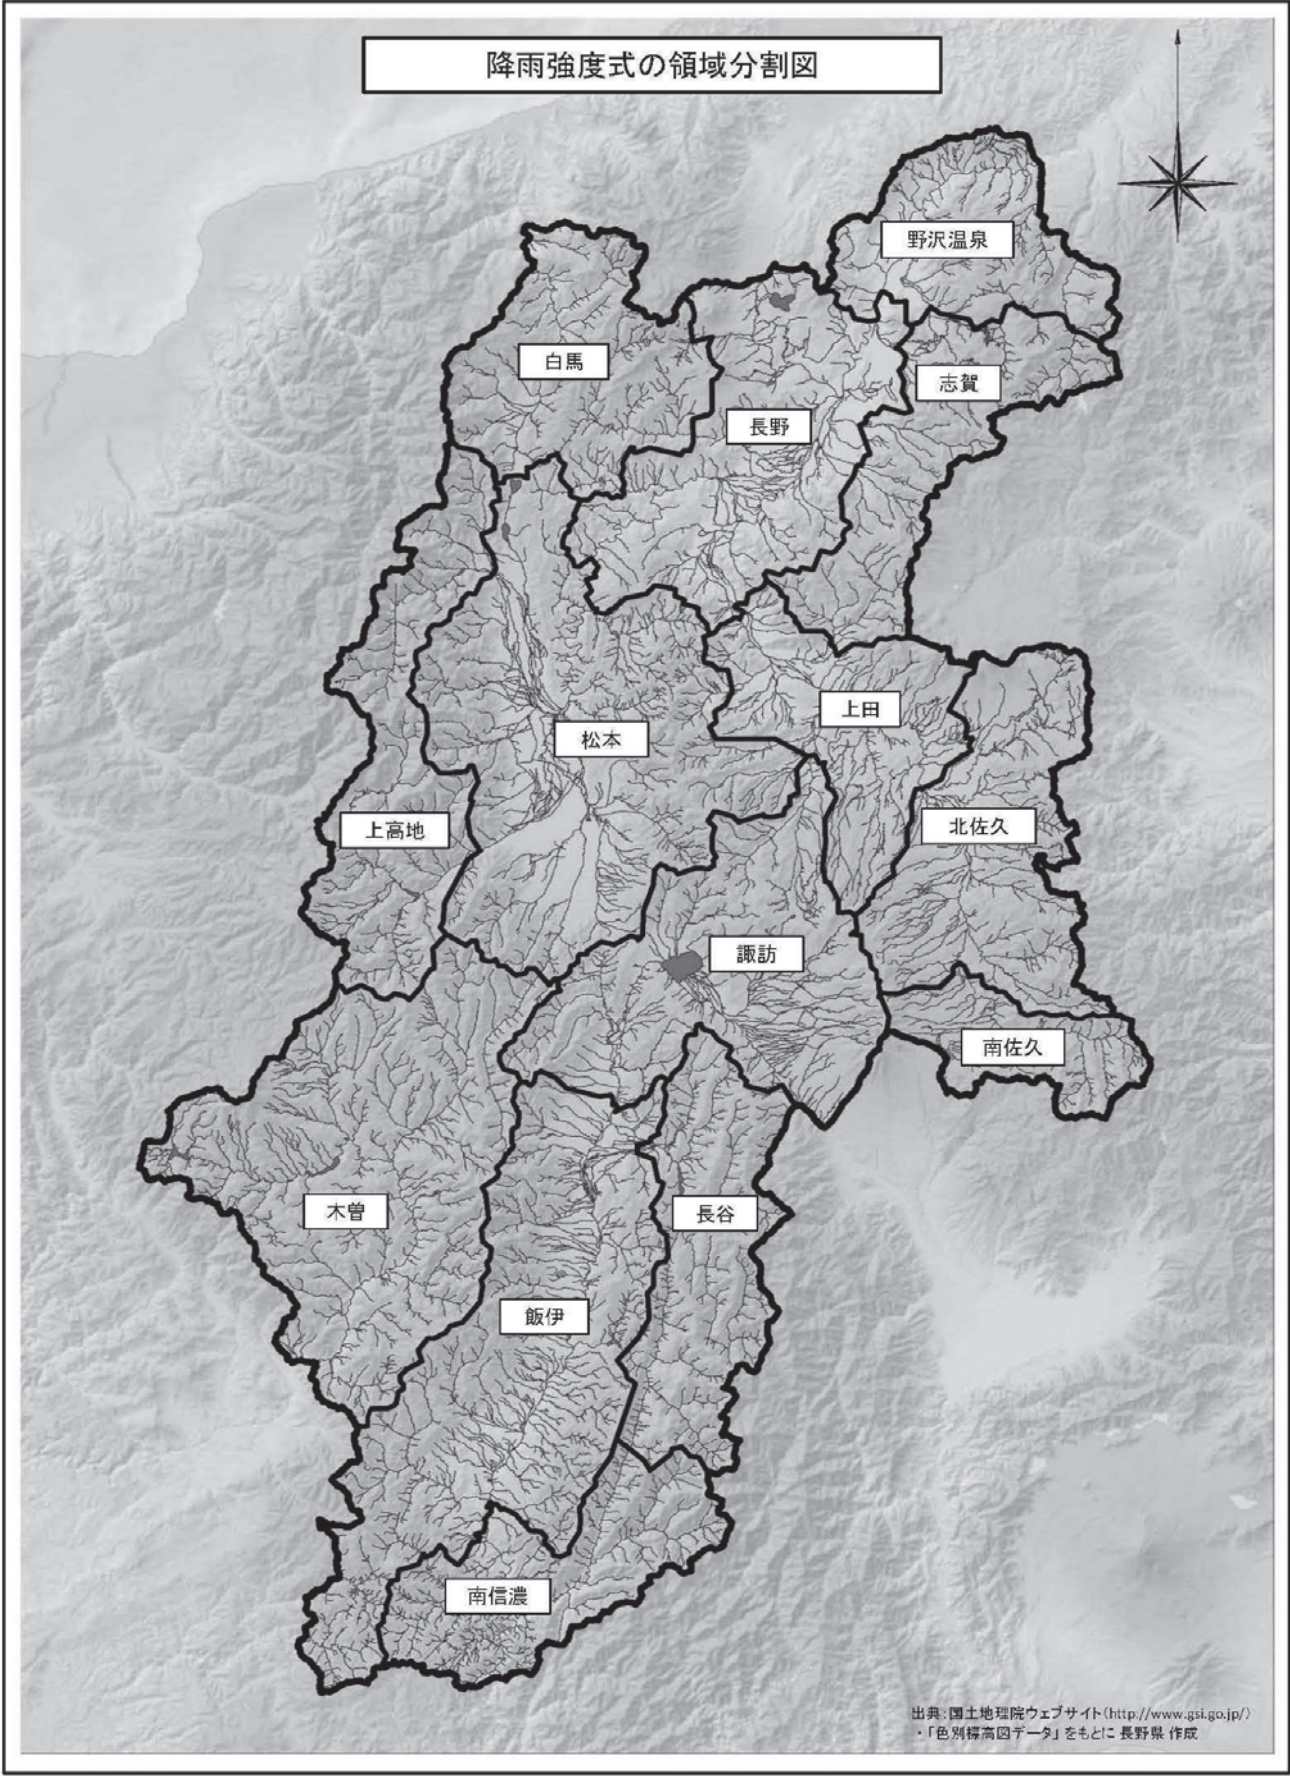 降雨強度式の領域分割図
野沢温泉
白馬
志賀
長野
上田
松本
北佐久
上高地
諏訪
南佐久
木曽
長谷
飯伊
南信濃
出典:国土地理院ウェブサイト(http://www.gsi.go.jp/)
・「色別標高図データ」をもとに 長野県 作成